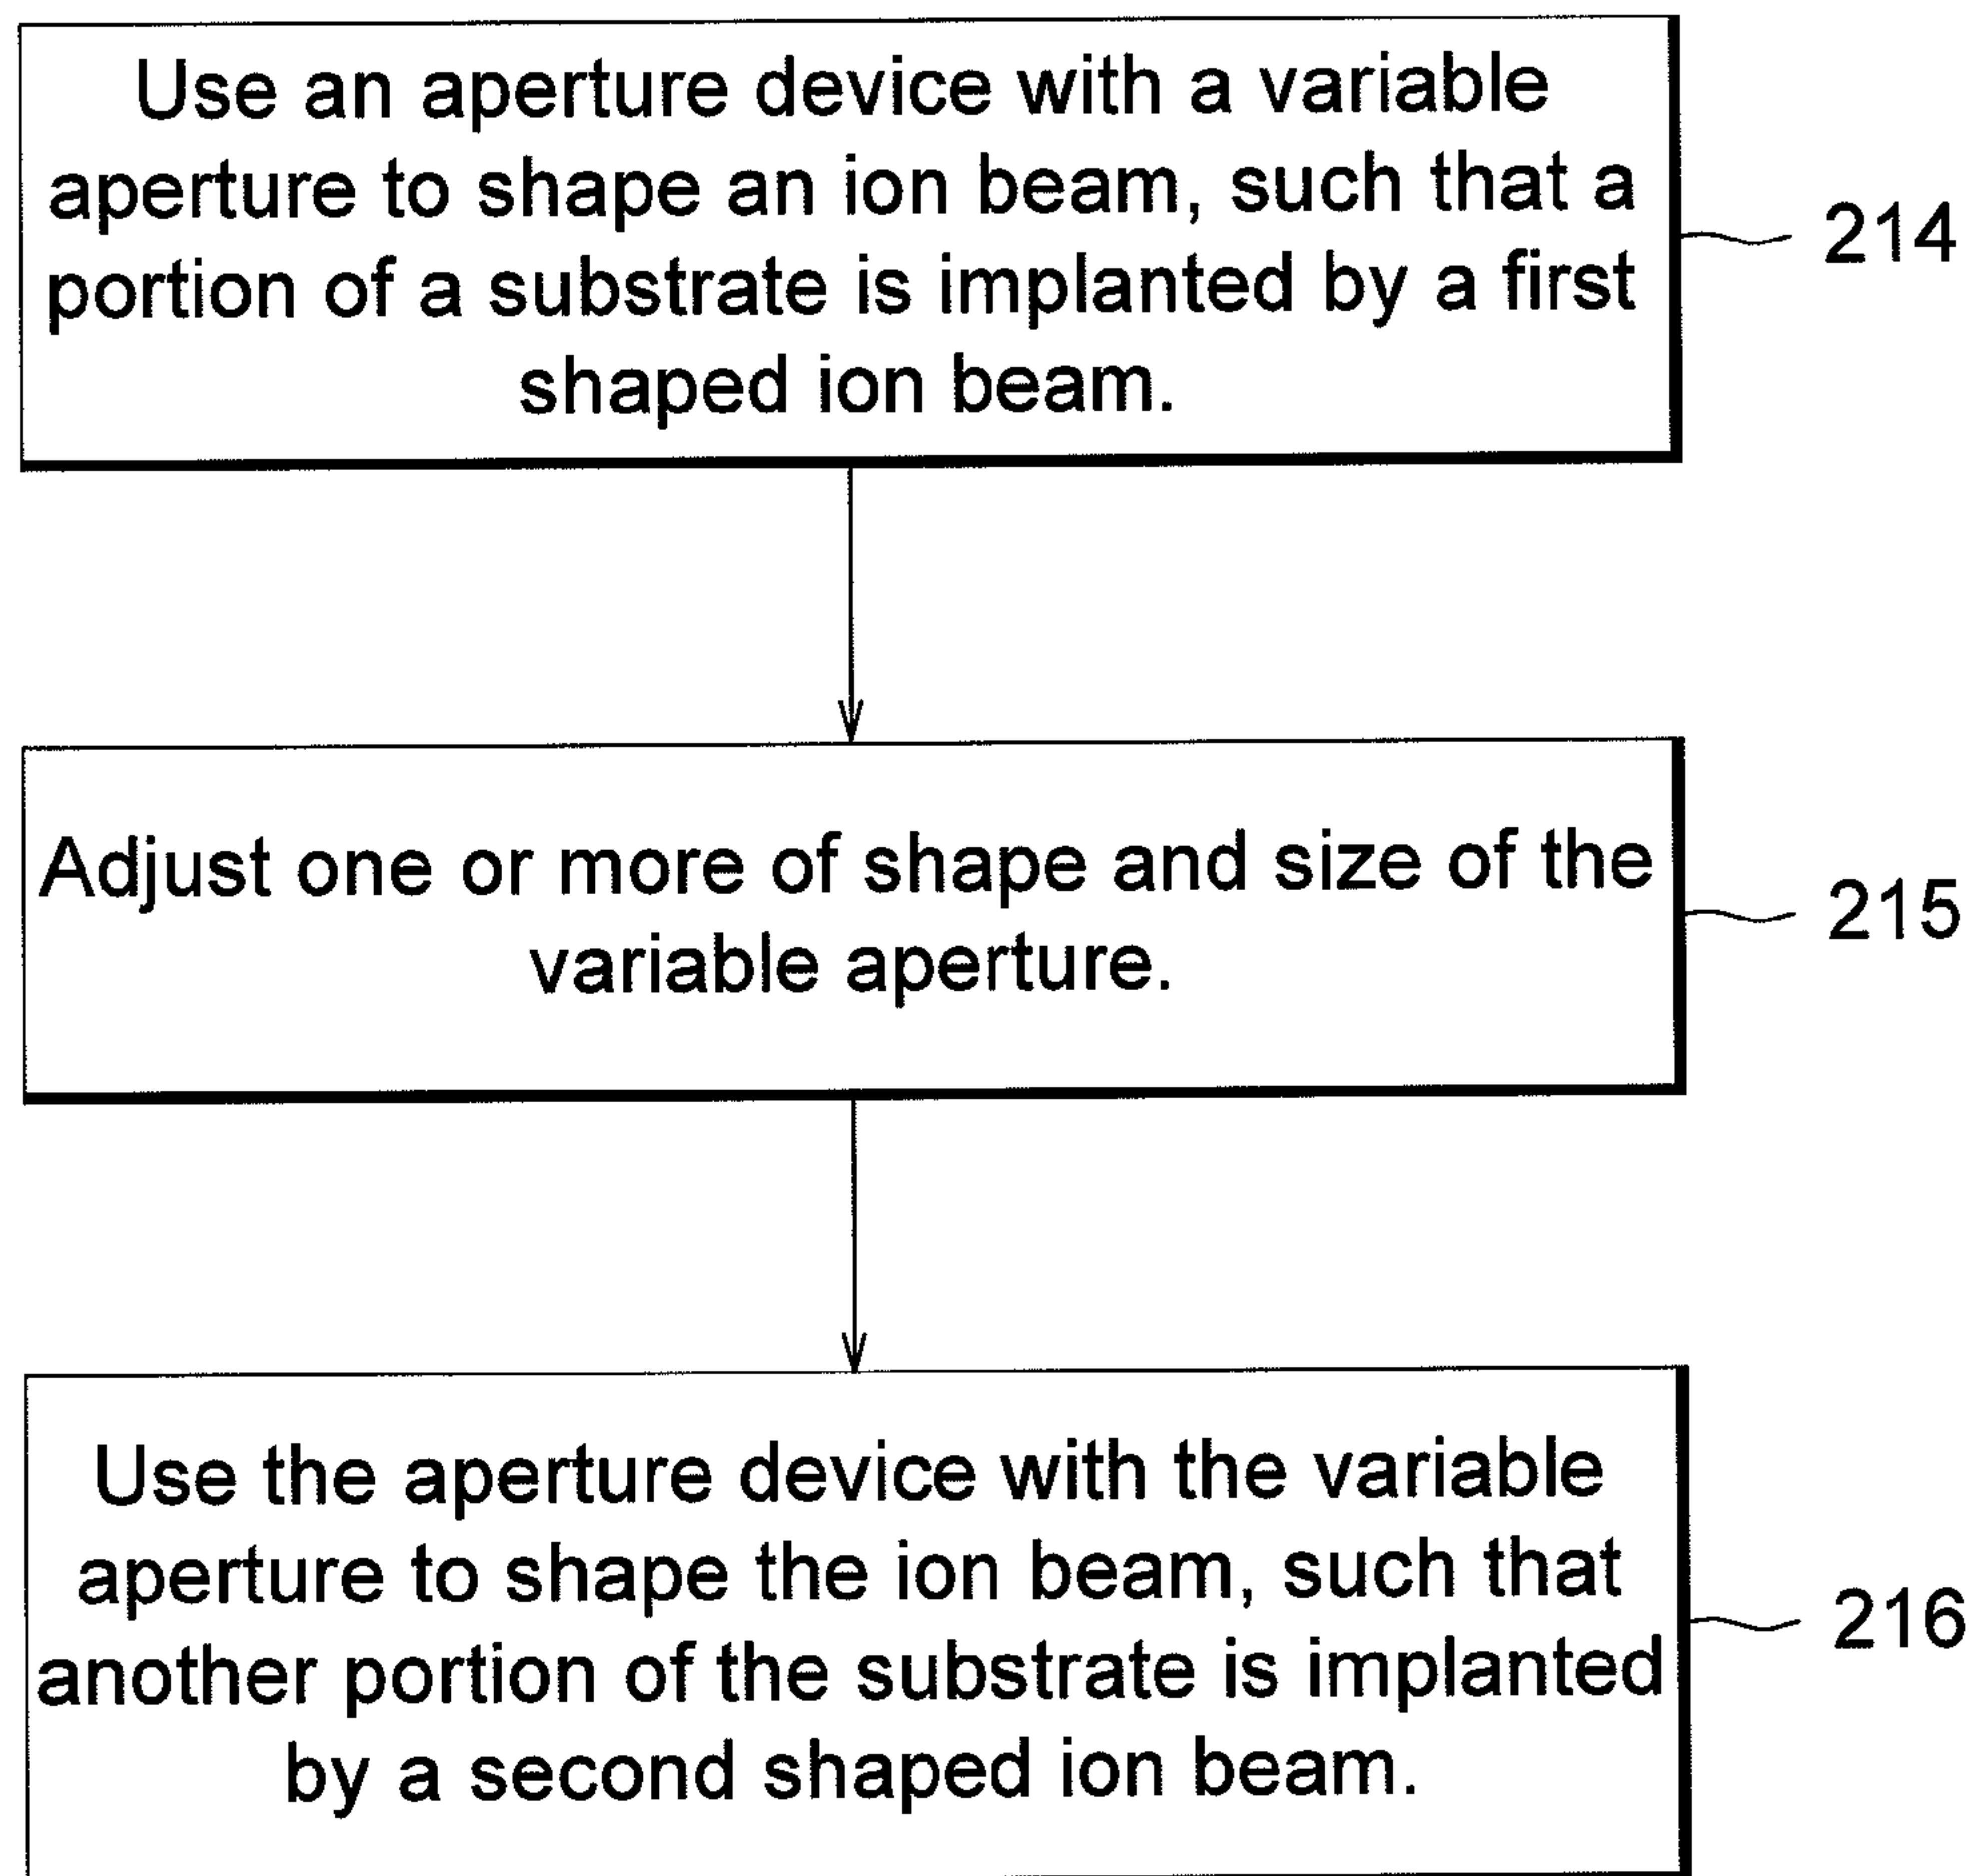 Use an aperture device with a variable
aperture to shape an ion beam, such that a
portion of a substrate is implanted by a first
shaped ion beam.
214
Adjust one or more of shape and size of the
variable aperture.
215
Use the aperture device with the variable
aperture to shape the ion beam, such that
another portion of the substrate is implanted
by a second shaped ion beam.
216